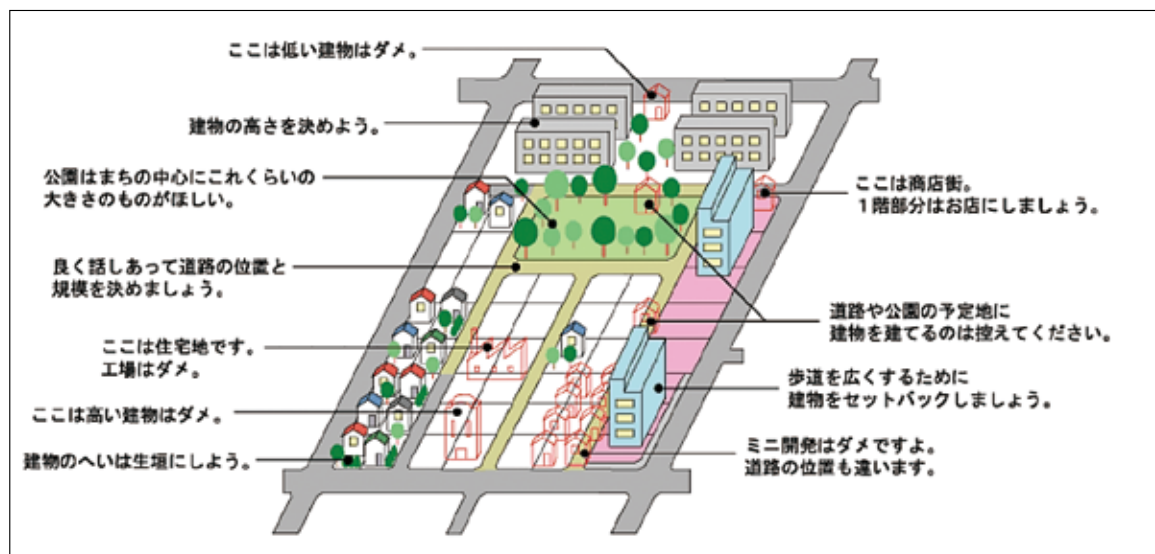 ここは低い建物はダメ。
建物の高さを決めよう。
公園はまちの中心にこれくらいの
大きさのものがほしい。
良く話しあって道路の位置と
規模を決めましょう。
ここは住宅地です。
工場はダメ。
ここは高い建物はダメ。
建物のへいは生垣にしよう。
ここは商店街。
1階部分はお店にしましょう。
道路や公園の予定地に
建物を建てるのは控えてください。
歩道を広くするために
建物をセットバックしましょう。
ミニ開発はダメですよ。
道路の位置も違います。